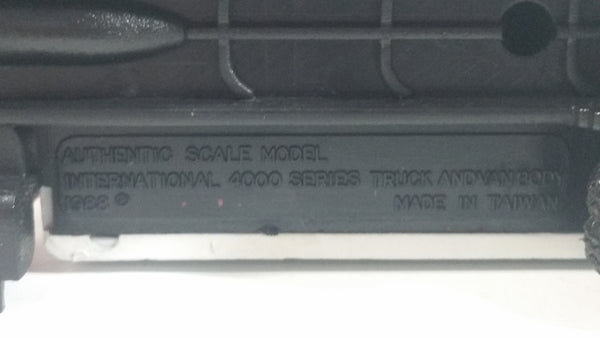 AUTHENTIC SCALE MODEL
INTERNATIONAL 4000 SERIES TRUCK AND VAN BODY
1988 ©
MADE IN TAIWAN